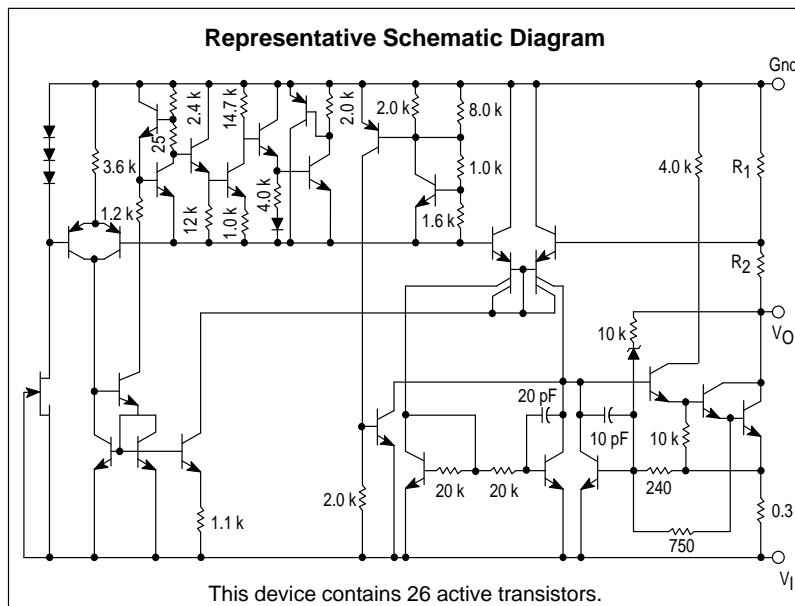 Representative Schematic Diagram
Gnd
3.6 k
1.2 k
25
2.4 k
12 k
14.7 k
1.0 k
4.0 k
2.0 k
2.0 k
8.0 k
1.0 k
1.6 k
4.0 k
R1
R2
VO
10 k
20 pF
10 pF
10 k
20 k
20 k
240
2.0 k
1.1 k
0.3
750
VI
This device contains 26 active transistors.